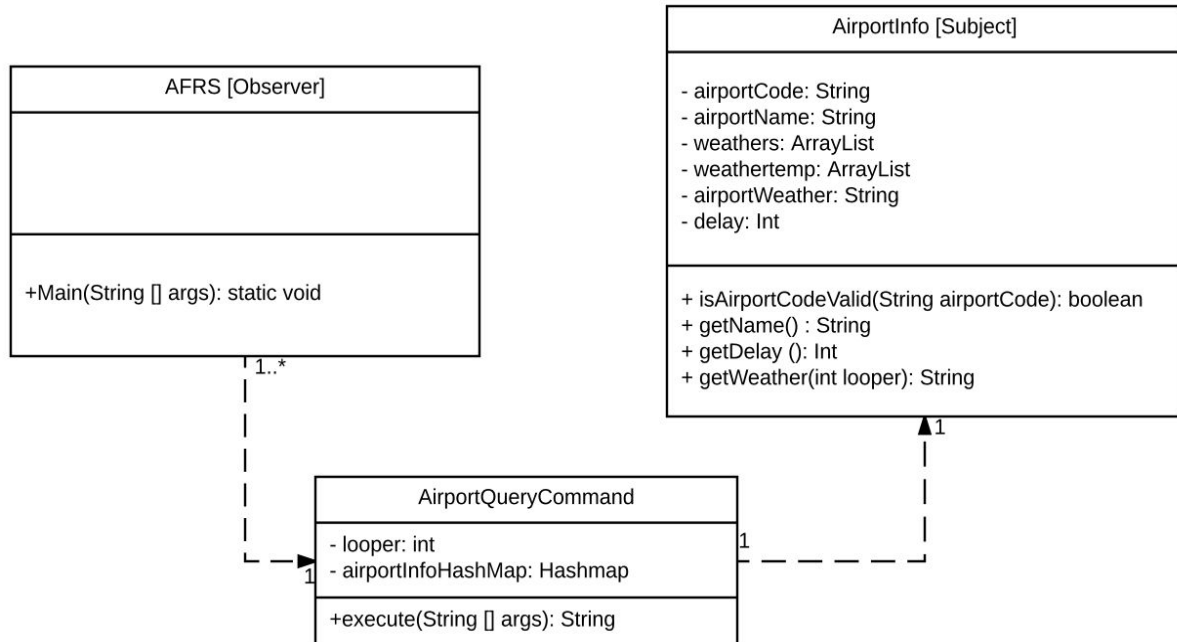 AFRS [Observer]
+Main(String [] args): static void
AirportInfo [Subject]
- airportCode: String
- airportName: String
- weathers: ArrayList
- weathertemp: ArrayList
- airportWeather: String
- delay: Int
+ isAirportCodeValid(String airportCode): boolean
+ getName() : String
+ getDelay (): Int
+ getWeather(int looper): String
1..*
1
AirportQueryCommand
- looper: int
- airportInfoHashMap: Hashmap
+execute(String [] args): String
1
1